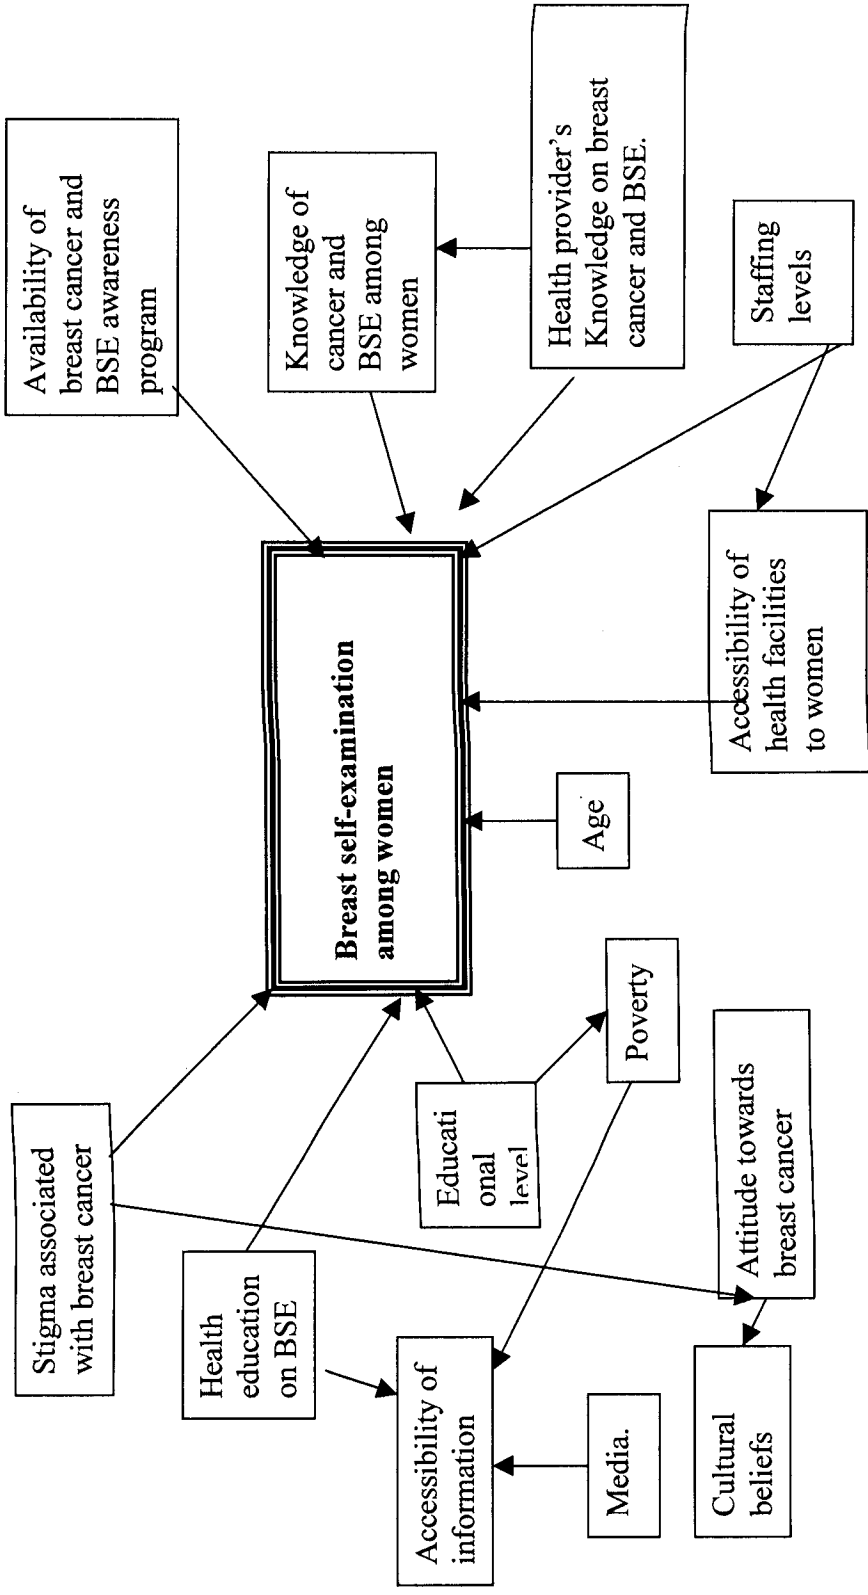 Stigma associated
with breast cancer
Availability of
breast cancer and
BSE awareness
program
Health
education
on BSE
Breast self-examination
among women
Knowledge of
cancer and
BSE among
women
Accessibility of
information
Educati
onal
level
Health provider's
Knowledge on breast
cancer and BSE.
Media.
Poverty
Age
Cultural
beliefs
Attitude towards
breast cancer
Accessibility of
health facilities
to women
Staffing
levels